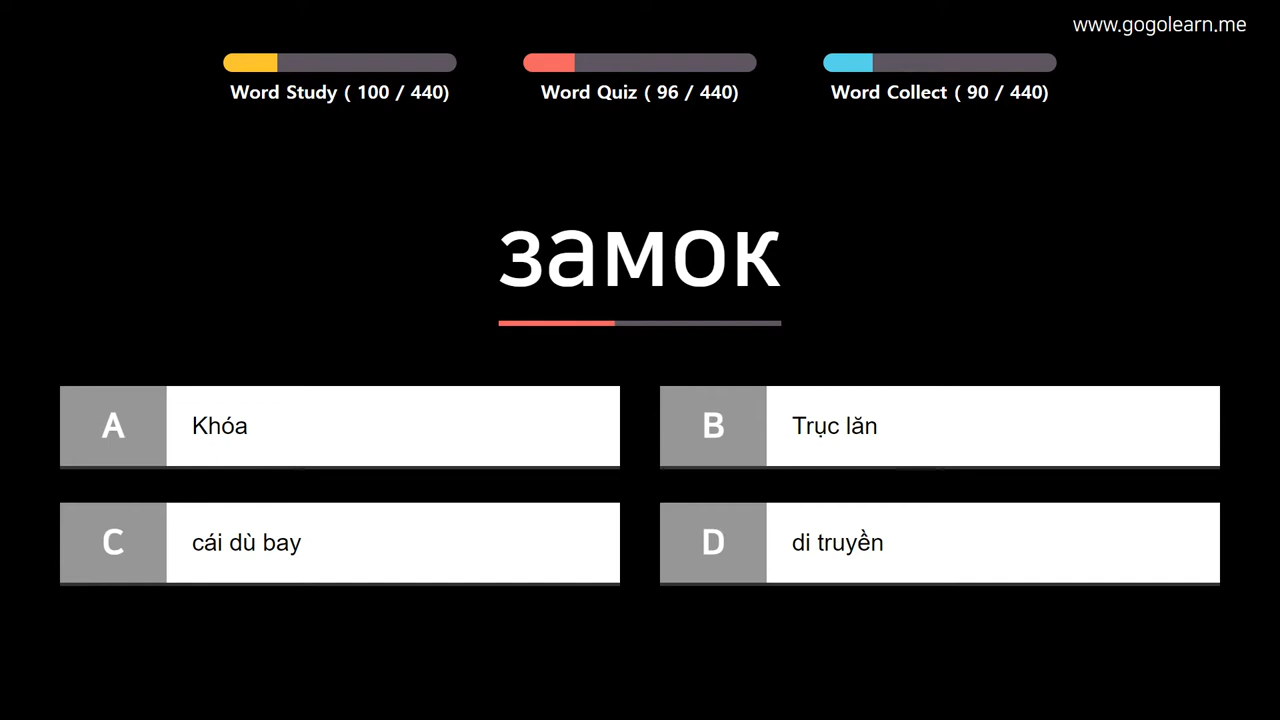 www.gogolearn.me
Word Study ( 100 / 440)
Word Quiz ( 96 / 440)
Word Collect ( 90 / 440)
замок
A Khóa
B Trục lăn
C cái dù bay
D di truyền